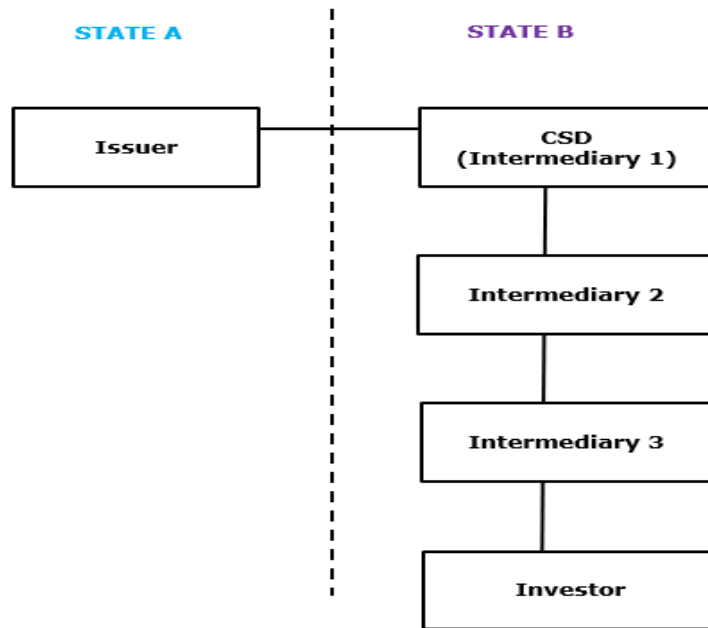 STATE A
STATE B
Issuer
CSD
(Intermediary 1)
Intermediary 2
Intermediary 3
Investor